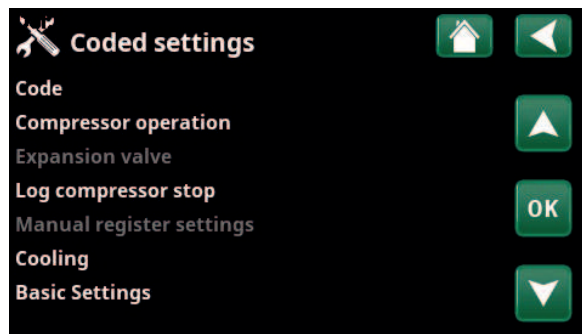 Coded settings
Code
Compressor operation
Expansion valve
Log compressor stop
OK
Manual register settings
Cooling
Basic Settings